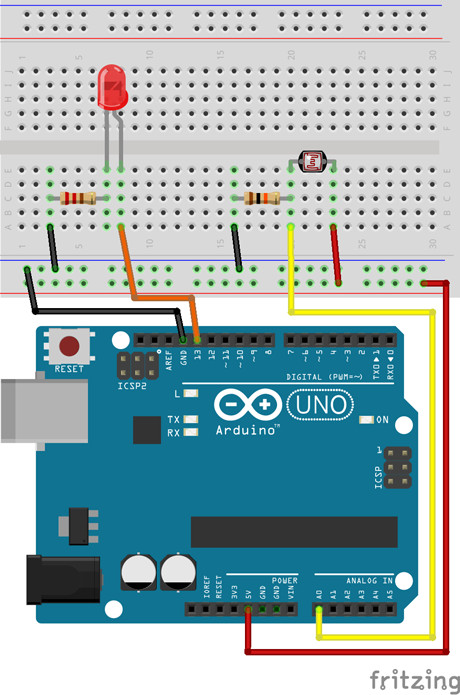 1 5 10 15 20 25 30
J
I
H
G
F
E
D
C
B
A
1 5 10 15 20 25 30
RESET
ICSP2
AREF
GND
13
12
~11
~10
~9
8
7
~6
~5
4
~3
2
TX0▶1
RX0◀0
DIGITAL (PWM=~)
L
TX
RX
Arduino™
UNO
ON
1
ICSP
POWER
ANALOG IN
IOREF
RESET
3V3
5V
GND
GND
VIN
A0
A1
A2
A3
A4
A5
fritzing